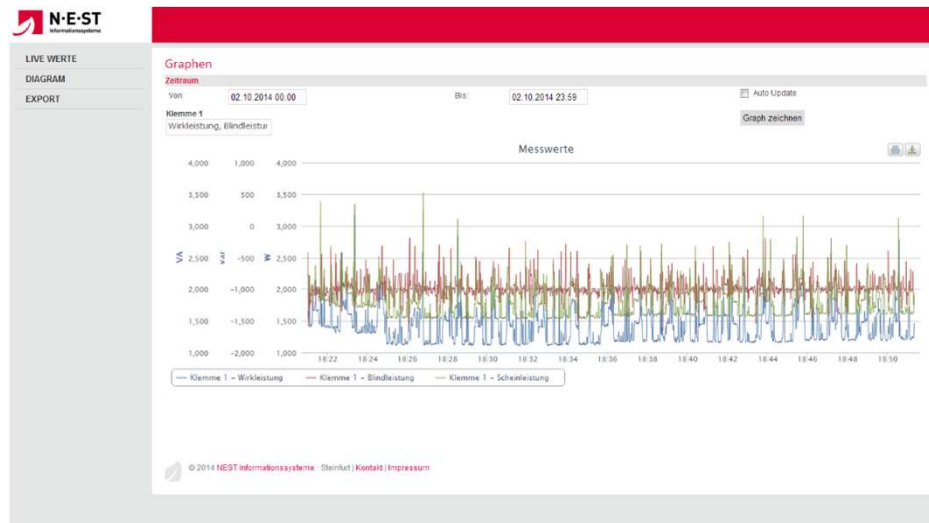 N·E·ST
Informationssysteme
LIVE WERTE
DIAGRAM
EXPORT
Graphen
Zeitraum
Von: 02.10.2014 00:00 Bis: 02.10.2014 23:59 Auto Update
Klemme 1
Wirkleistung, Blindleistur
Graph zeichnen
Messwerte
4,000 1,000 4,000
3,500 500 3,500
3,000 0 3,000
VA 2,500 var -500 W 2,500
2,000 -1,000 2,000
1,500 -1,500 1,500
1,000 -2,000 1,000
18:22 18:24 18:26 18:28 18:30 18:32 18:34 18:36 18:38 18:40 18:42 18:44 18:46 18:48 18:50
Klemme 1 - Wirkleistung Klemme 1 - Blindleistung Klemme 1 - Scheinleistung
© 2014 NEST Informationssysteme · Steinfurt | Kontakt | Impressum